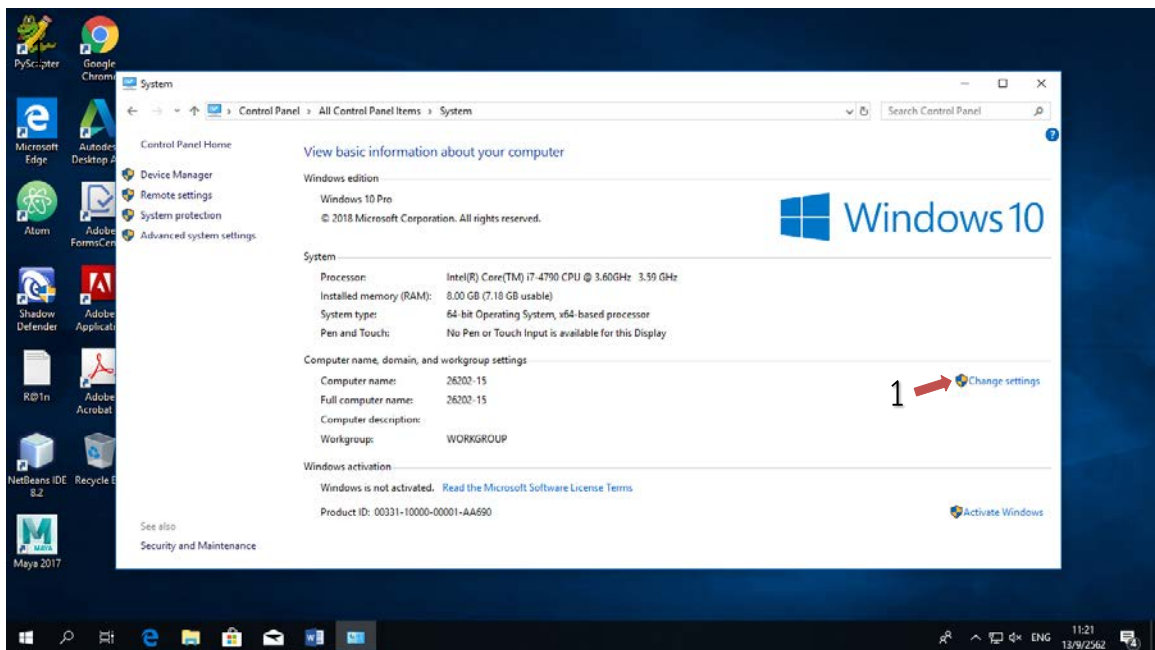 PyScripter
Google Chrome
System
Control Panel › All Control Panel Items › System
Search Control Panel
Microsoft Edge
Autodes
Desktop A
Control Panel Home
Device Manager
Remote settings
System protection
Advanced system settings
View basic information about your computer
Windows edition
Windows 10 Pro
© 2018 Microsoft Corporation. All rights reserved.
Windows 10
System
Processor: Intel(R) Core(TM) i7-4790 CPU @ 3.60GHz 3.59 GHz
Installed memory (RAM): 8.00 GB (7.18 GB usable)
System type: 64-bit Operating System, x64-based processor
Pen and Touch: No Pen or Touch Input is available for this Display
Computer name, domain, and workgroup settings
Computer name: 26202-15
1
Change settings
Full computer name: 26202-15
Computer description:
Workgroup: WORKGROUP
Windows activation
Windows is not activated. Read the Microsoft Software License Terms
Product ID: 00331-10000-00001-AA690
Activate Windows
See also
Security and Maintenance
Atom
Adobe
FormsCen
Shadow Defender
Adobe
Applicati
R@1n
Adobe
Acrobat
NetBeans IDE 8.2
Recycle B
MAYA
Maya 2017
ENG
11:21
13/9/2562
4